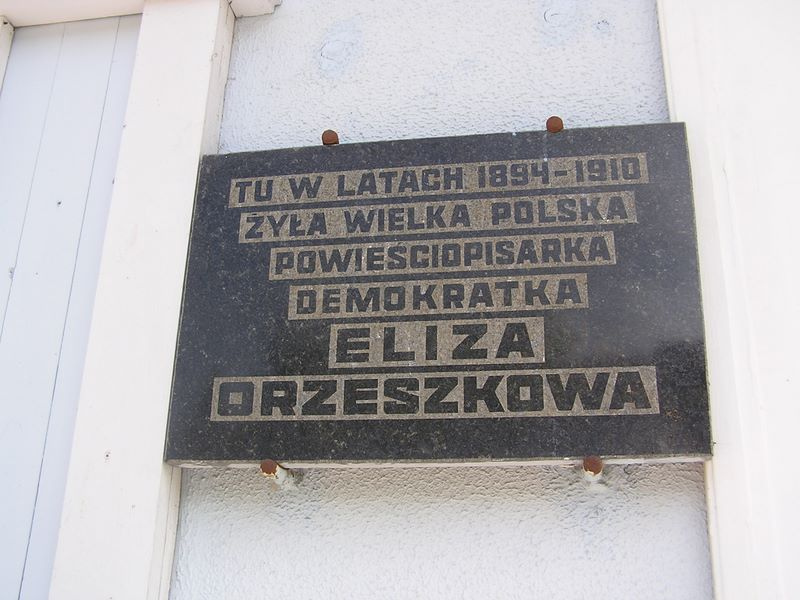 TU W LATACH 1894-1910
ŻYŁA WIELKA POLSKA
POWIEŚCIOPISARKA
DEMOKRATKA
ELIZA
ORZESZKOWA